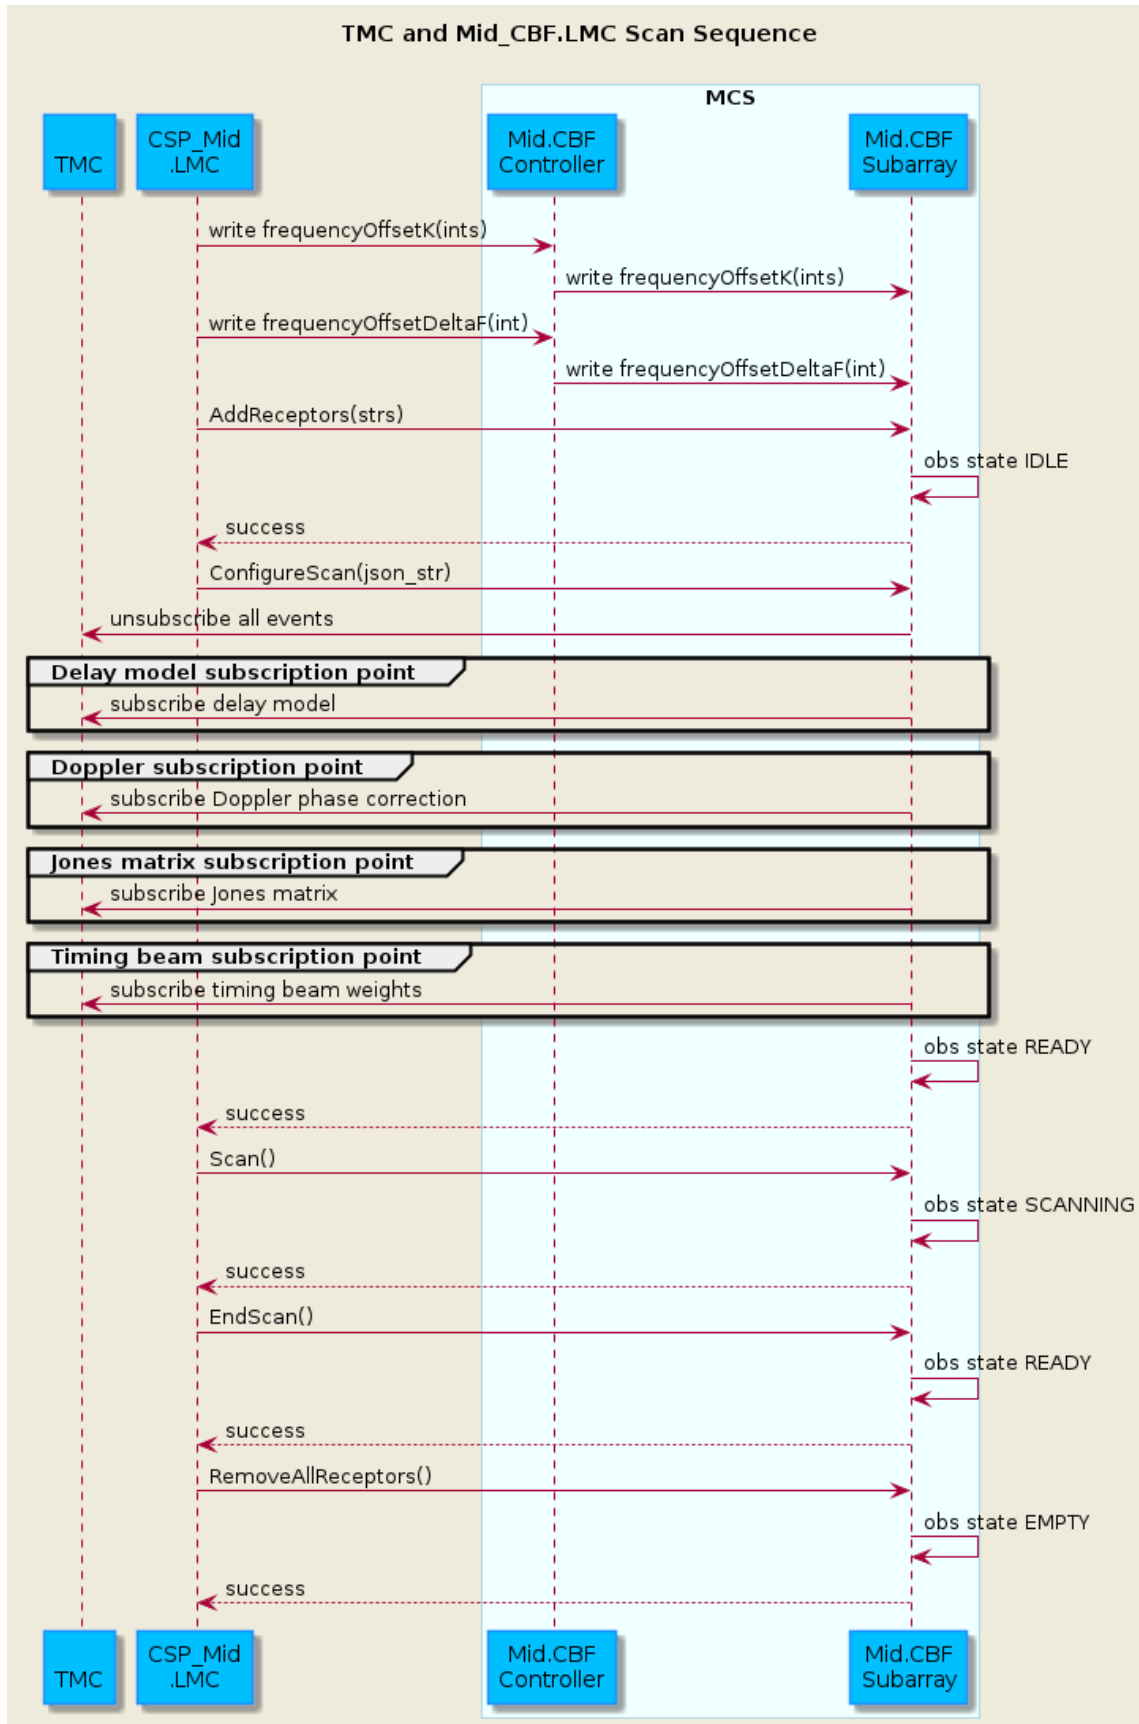 TMC and Mid_CBF.LMC Scan Sequence
MCS
TMC
CSP_Mid
.LMC
Mid.CBF
Controller
Mid.CBF
Subarray
write frequencyOffsetK(ints)
write frequencyOffsetK(ints)
write frequencyOffsetDeltaF(int)
write frequencyOffsetDeltaF(int)
AddReceptors(strs)
obs state IDLE
success
ConfigureScan(json_str)
unsubscribe all events
Delay model subscription point
subscribe delay model
Doppler subscription point
subscribe Doppler phase correction
Jones matrix subscription point
subscribe Jones matrix
Timing beam subscription point
subscribe timing beam weights
obs state READY
success
Scan()
obs state SCANNING
success
EndScan()
obs state READY
success
RemoveAllReceptors()
obs state EMPTY
success
TMC
CSP_Mid
.LMC
Mid.CBF
Controller
Mid.CBF
Subarray